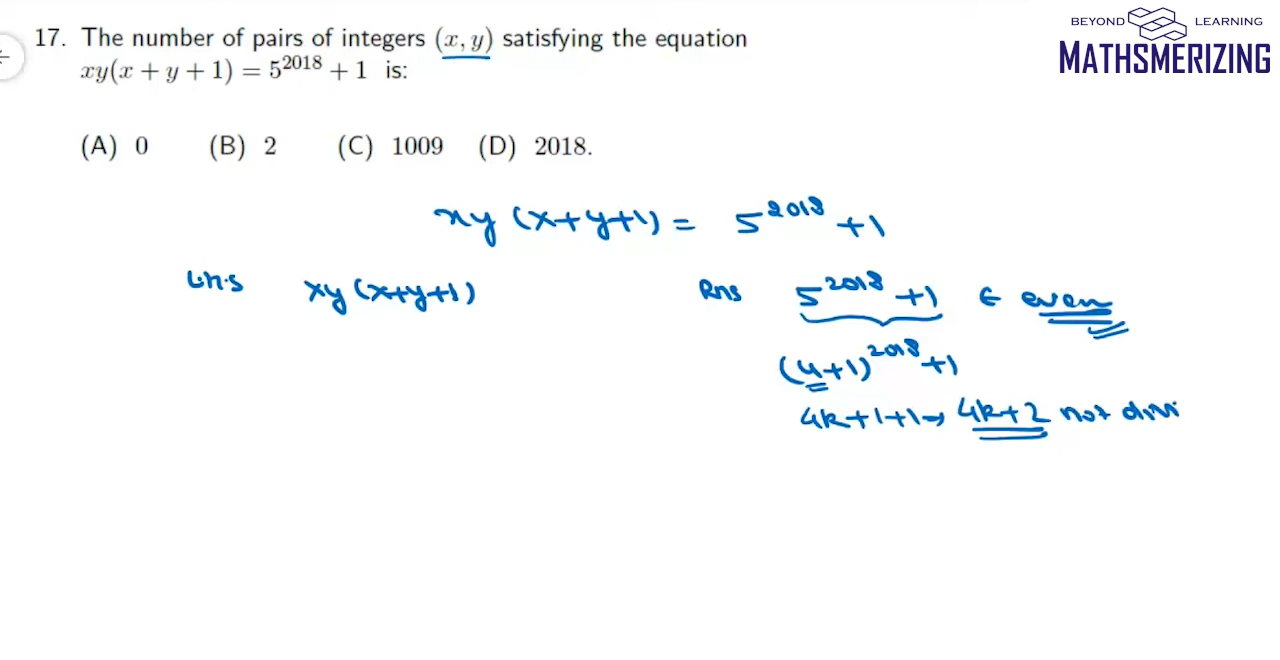 BEYOND LEARNING
MATHSMERIZING
17. The number of pairs of integers (x, y) satisfying the equation
xy(x + y + 1) = 5^2018 + 1 is:
(A) 0 (B) 2 (C) 1009 (D) 2018.
xy (x+y+1) = 5^2018 +1
L.h.s xy (x+y+1) Rhs 5^2018 +1 ∈ even
(4+1)^2018 +1
4k+1+1→ 4k+2 not divi